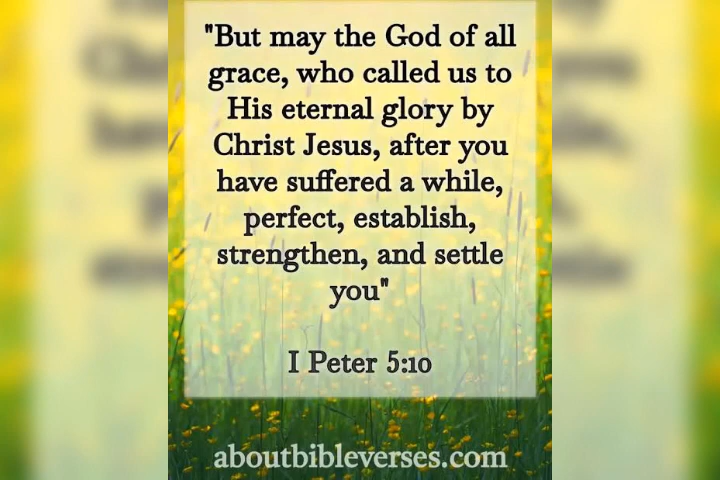 "But may the God of all
grace, who called us to
His eternal glory by
Christ Jesus, after you
have suffered a while,
perfect, establish,
strengthen, and settle
you"
I Peter 5:10
aboutbibleverses.com